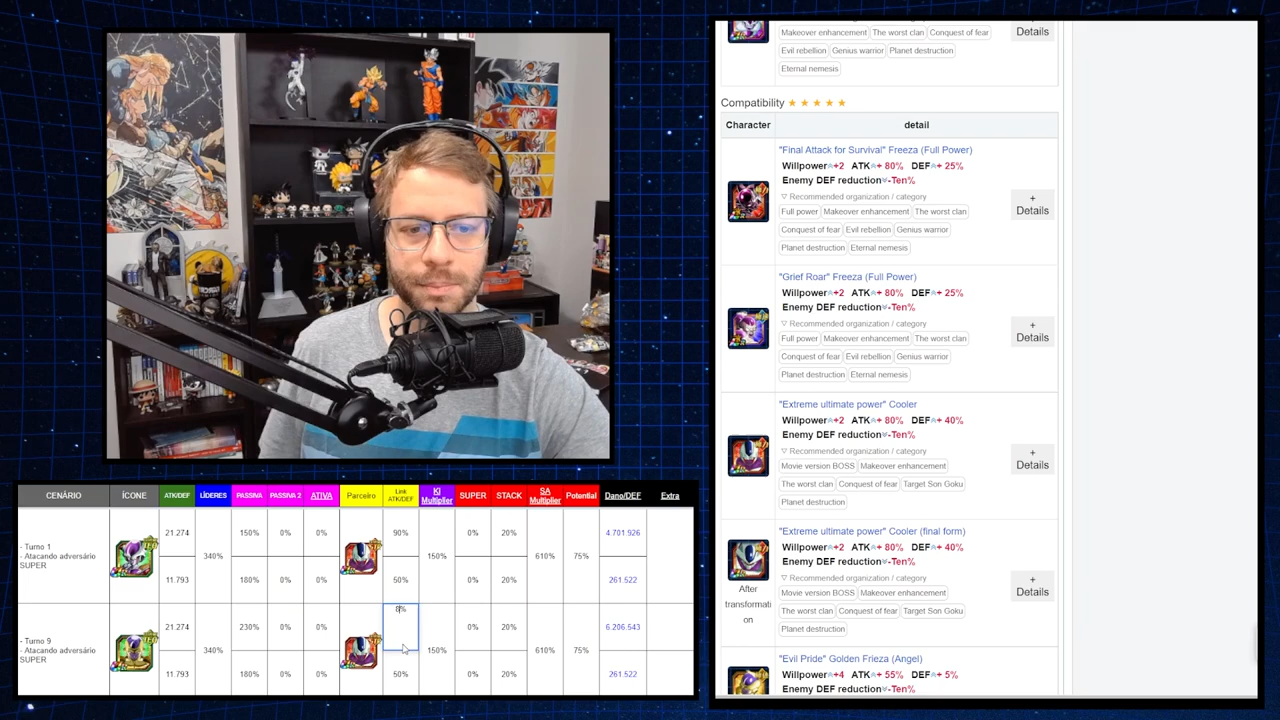 Makeover enhancement The worst clan Conquest of fear
Evil rebellion Genius warrior Planet destruction
Eternal nemesis
Details
Compatibility ★ ★ ★ ★ ★
Character detail
"Final Attack for Survival" Freeza (Full Power)
Willpower+2 ATK+ 80% DEF+ 25%
Enemy DEF reduction-Ten%
▽ Recommended organization / category
Full power Makeover enhancement The worst clan
Conquest of fear Evil rebellion Genius warrior
Planet destruction Eternal nemesis
+
Details
"Grief Roar" Freeza (Full Power)
Willpower+2 ATK+ 80% DEF+ 25%
Enemy DEF reduction-Ten%
▽ Recommended organization / category
Full power Makeover enhancement The worst clan
Conquest of fear Evil rebellion Genius warrior
Planet destruction Eternal nemesis
+
Details
"Extreme ultimate power" Cooler
Willpower+2 ATK+ 80% DEF+ 40%
Enemy DEF reduction-Ten%
▽ Recommended organization / category
Movie version BOSS Makeover enhancement
The worst clan Conquest of fear Target Son Goku
Planet destruction
+
Details
"Extreme ultimate power" Cooler (final form)
Willpower+2 ATK+ 80% DEF+ 40%
Enemy DEF reduction-Ten%
▽ Recommended organization / category
Movie version BOSS Makeover enhancement
The worst clan Conquest of fear Target Son Goku
Planet destruction
After
transformati
on
+
Details
"Evil Pride" Golden Frieza (Angel)
Willpower+4 ATK+ 55% DEF+ 5%
Enemy DEF reduction-Ten%
CENÁRIO ÍCONE ATK/DEF LÍDERES PASSIVA PASSIVA 2 ATIVA Parceiro Link ATK/DEF KI Multiplier SUPER STACK SA Multiplier Potential Dano/DEF Extra
- Turno 1
- Atacando adversário
SUPER
21.274 150% 0% 0% 90% 0% 20% 4.701.926
340% 150% 610% 75%
11.793 180% 0% 0% 50% 0% 20% 261.522
- Turno 9
- Atacando adversário
SUPER
8%
21.274 230% 0% 0% 0% 20% 6.206.543
340% 150% 610% 75%
11.793 180% 0% 0% 50% 0% 20% 261.522